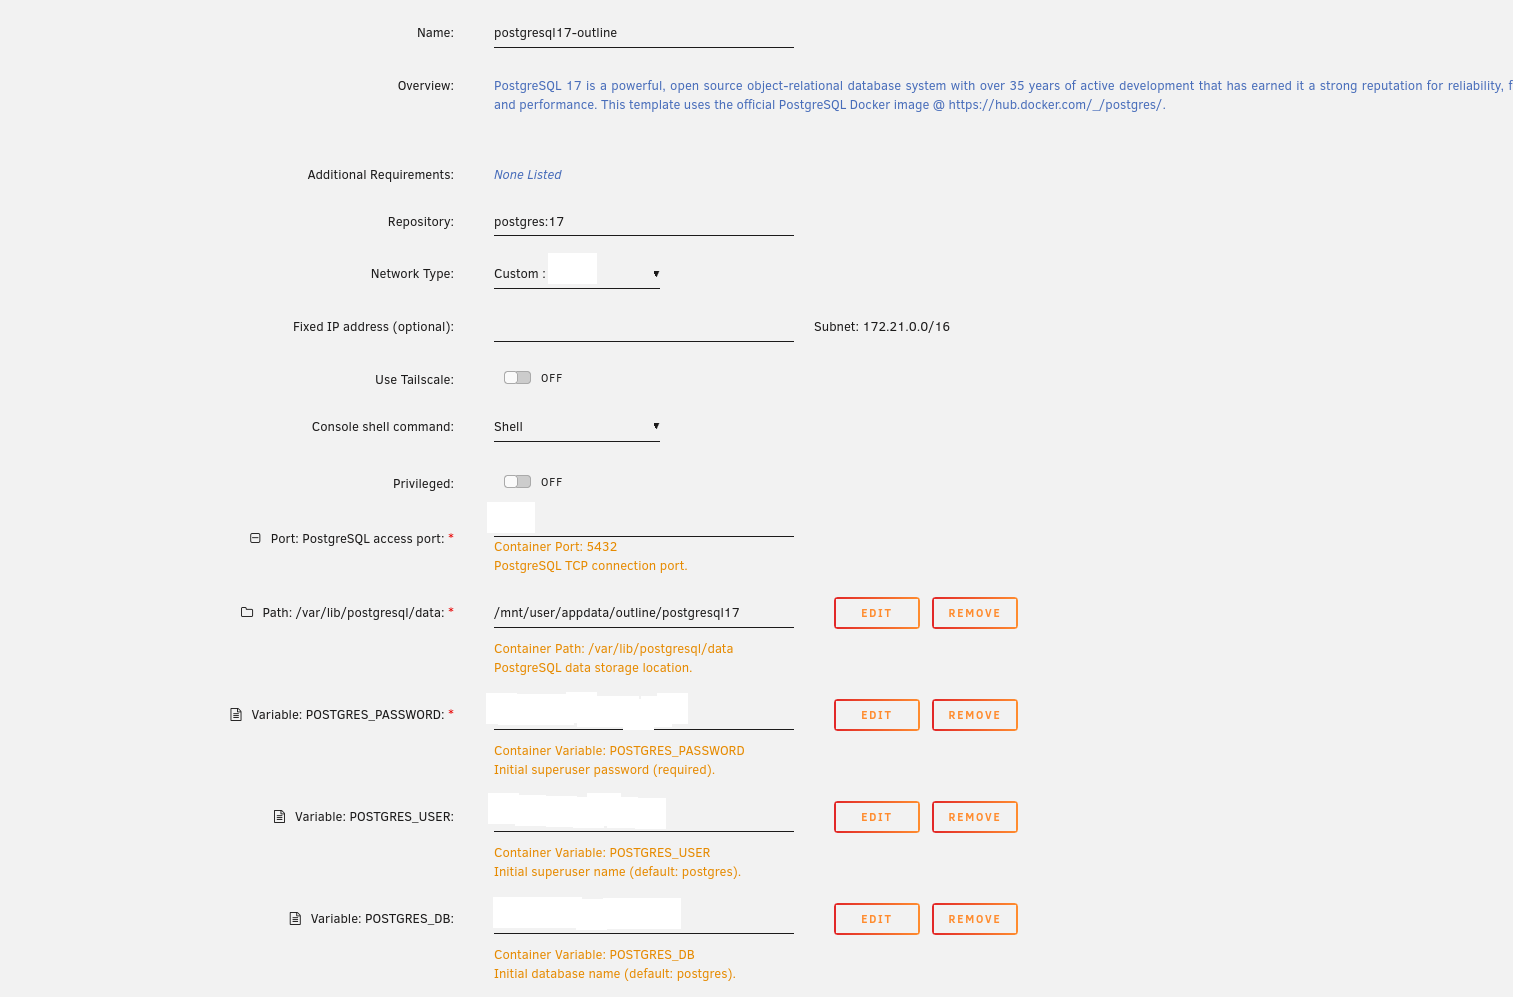 Name: postgresql17-outline
Overview: PostgreSQL 17 is a powerful, open source object-relational database system with over 35 years of active development that has earned it a strong reputation for reliability,
and performance. This template uses the official PostgreSQL Docker image @ https://hub.docker.com/_/postgres/.
Additional Requirements: None Listed
Repository: postgres:17
Network Type: Custom :
Fixed IP address (optional): Subnet: 172.21.0.0/16
Use Tailscale: OFF
Console shell command: Shell
Privileged: OFF
Port: PostgreSQL access port: *
Container Port: 5432
PostgreSQL TCP connection port.
Path: /var/lib/postgresql/data: * /mnt/user/appdata/outline/postgresql17 EDIT REMOVE
Container Path: /var/lib/postgresql/data
PostgreSQL data storage location.
Variable: POSTGRES_PASSWORD: * EDIT REMOVE
Container Variable: POSTGRES_PASSWORD
Initial superuser password (required).
Variable: POSTGRES_USER: EDIT REMOVE
Container Variable: POSTGRES_USER
Initial superuser name (default: postgres).
Variable: POSTGRES_DB: EDIT REMOVE
Container Variable: POSTGRES_DB
Initial database name (default: postgres).